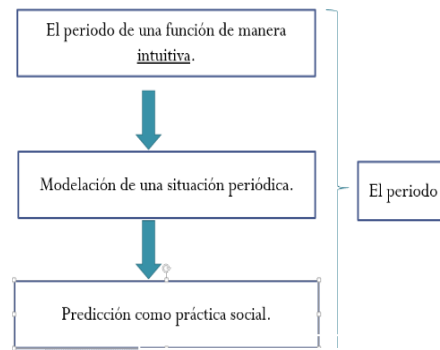 El periodo de una función de manera
intuitiva.
Modelación de una situación periódica.
El periodo
Predicción como práctica social.